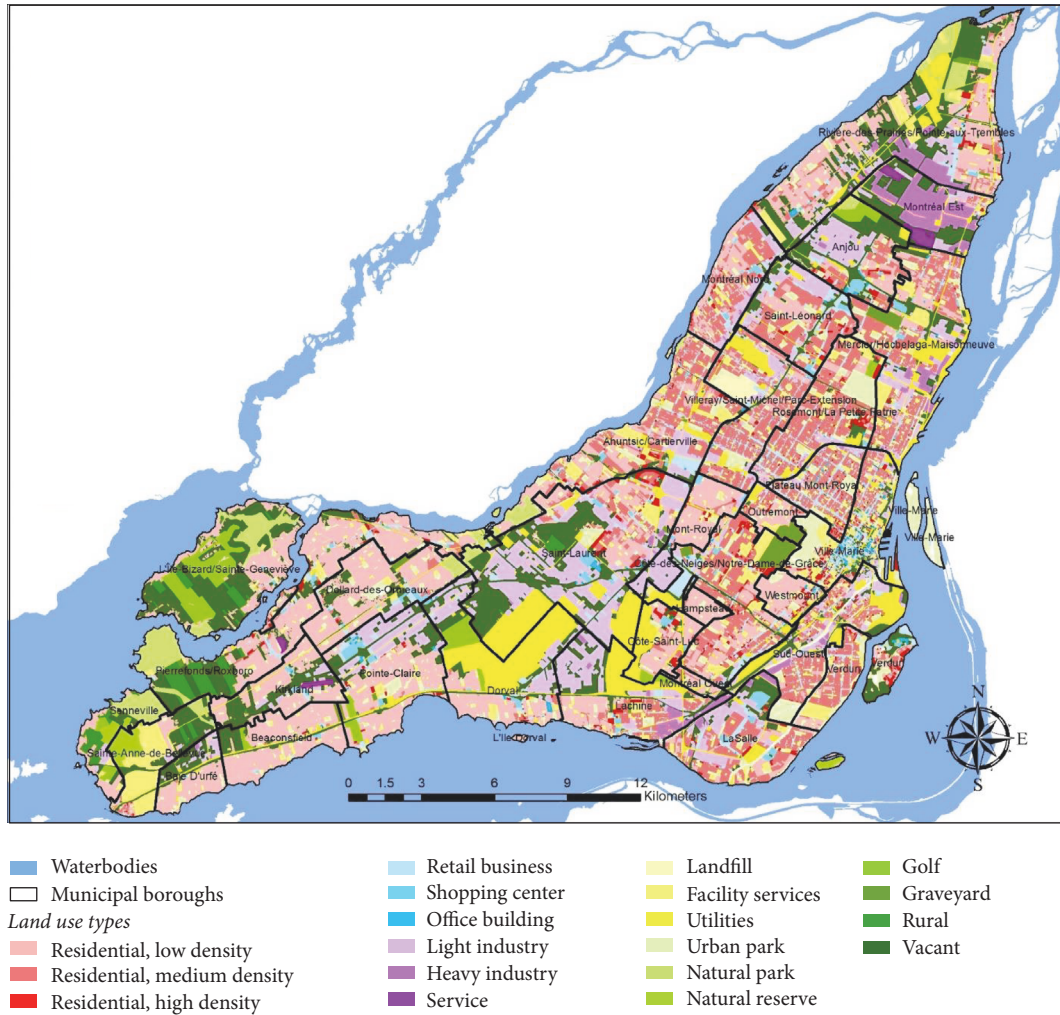 Rivière-des-Prairies/Pointe-aux-Trembles
Montréal Est
Anjou
Montréal Nord
Saint-Léonard
Mercier/Hochelaga-Maisonneuve
Villeray/Saint-Michel/Parc-Extension
Rosemont/La Petite Patrie
Ahuntsic/Cartierville
Plateau Mont-Royal
Outremont
Mont-Royal
Ville-Marie
Ville-Marie
Ville-Marie
Saint-Laurent
Côte-des-Neiges/Notre-Dame-de-Grâce
L'Île-Bizard/Sainte-Geneviève
Dollard-des-Ormeaux
Westmount
Hampstead
Côte-Saint-Luc
Sud-Ouest
Verdun
Verdun
Pierrefonds/Roxboro
Kirkland
Pointe-Claire
Dorval
Montréal Ouest
Lachine
Senneville
Beaconsfield
L'Ile Dorval
LaSalle
Sainte-Anne-de-Bellevue
Baie D'urfé
N
W E
S
0 1.5 3 6 9 12
Kilometers
Waterbodies
Municipal boroughs
Land use types
Residential, low density
Residential, medium density
Residential, high density
Retail business
Shopping center
Office building
Light industry
Heavy industry
Service
Landfill
Facility services
Utilities
Urban park
Natural park
Natural reserve
Golf
Graveyard
Rural
Vacant